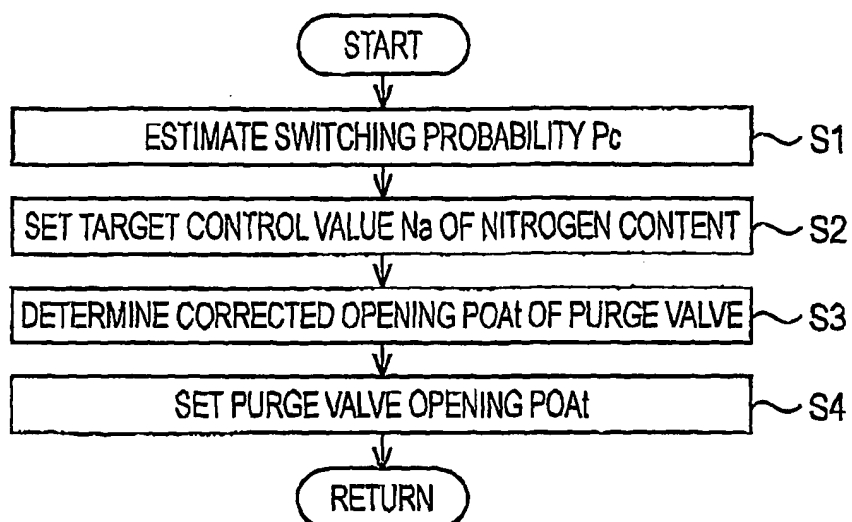 START
ESTIMATE SWITCHING PROBABILITY Pc
S1
SET TARGET CONTROL VALUE Na OF NITROGEN CONTENT
S2
DETERMINE CORRECTED OPENING POAt OF PURGE VALVE
S3
SET PURGE VALVE OPENING POAt
S4
RETURN